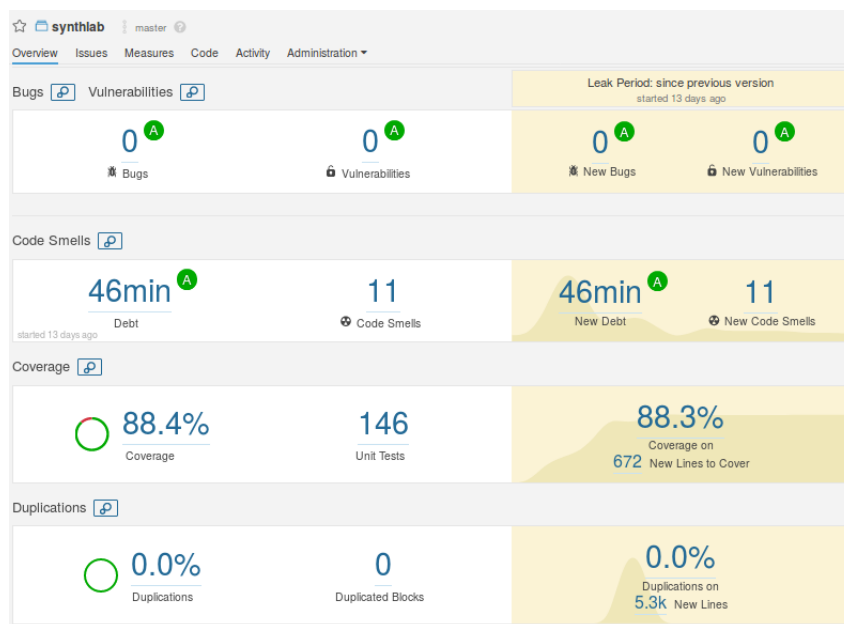 synthlab master
Overview Issues Measures Code Activity Administration
Bugs Vulnerabilities
Leak Period: since previous version
started 13 days ago
0 A
Bugs
0 A
Vulnerabilities
0 A
New Bugs
0 A
New Vulnerabilities
Code Smells
46min A
Debt
started 13 days ago
11
Code Smells
46min A
New Debt
11
New Code Smells
Coverage
88.4%
Coverage
146
Unit Tests
88.3%
Coverage on
672 New Lines to Cover
Duplications
0.0%
Duplications
0
Duplicated Blocks
0.0%
Duplications on
5.3k New Lines